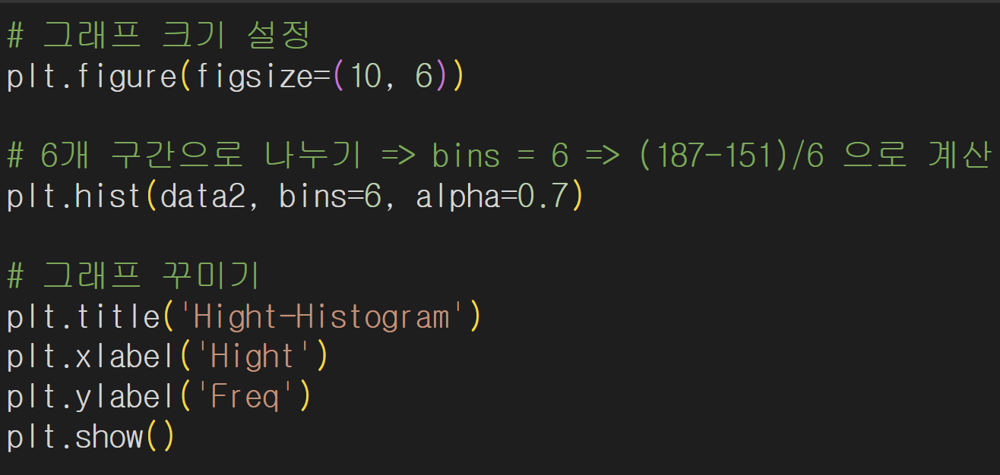 # 그래프 크기 설정
plt.figure(figsize=(10, 6))
# 6개 구간으로 나누기 => bins = 6 => (187-151)/6 으로 계산
plt.hist(data2, bins=6, alpha=0.7)
# 그래프 꾸미기
plt.title('Hight-Histogram')
plt.xlabel('Hight')
plt.ylabel('Freq')
plt.show()